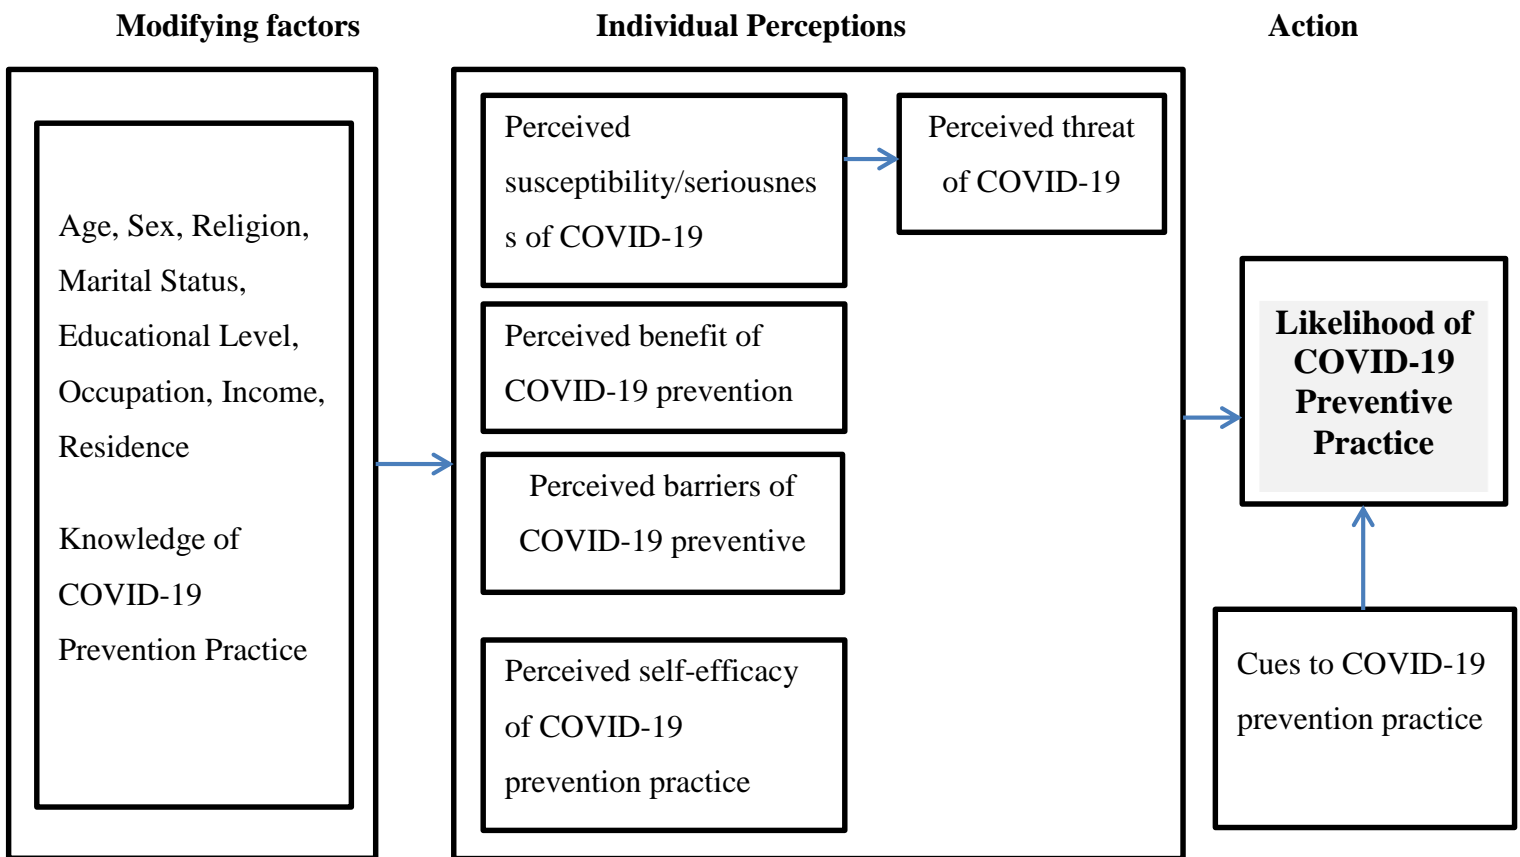 Modifying factors
Individual Perceptions
Action
Age, Sex, Religion,
Marital Status,
Educational Level,
Occupation, Income,
Residence
Knowledge of
COVID-19
Prevention Practice
Perceived
susceptibility/seriousnes
s of COVID-19
Perceived threat
of COVID-19
Perceived benefit of
COVID-19 prevention
Perceived barriers of
COVID-19 preventive
Perceived self-efficacy
of COVID-19
prevention practice
Likelihood of
COVID-19
Preventive
Practice
Cues to COVID-19
prevention practice